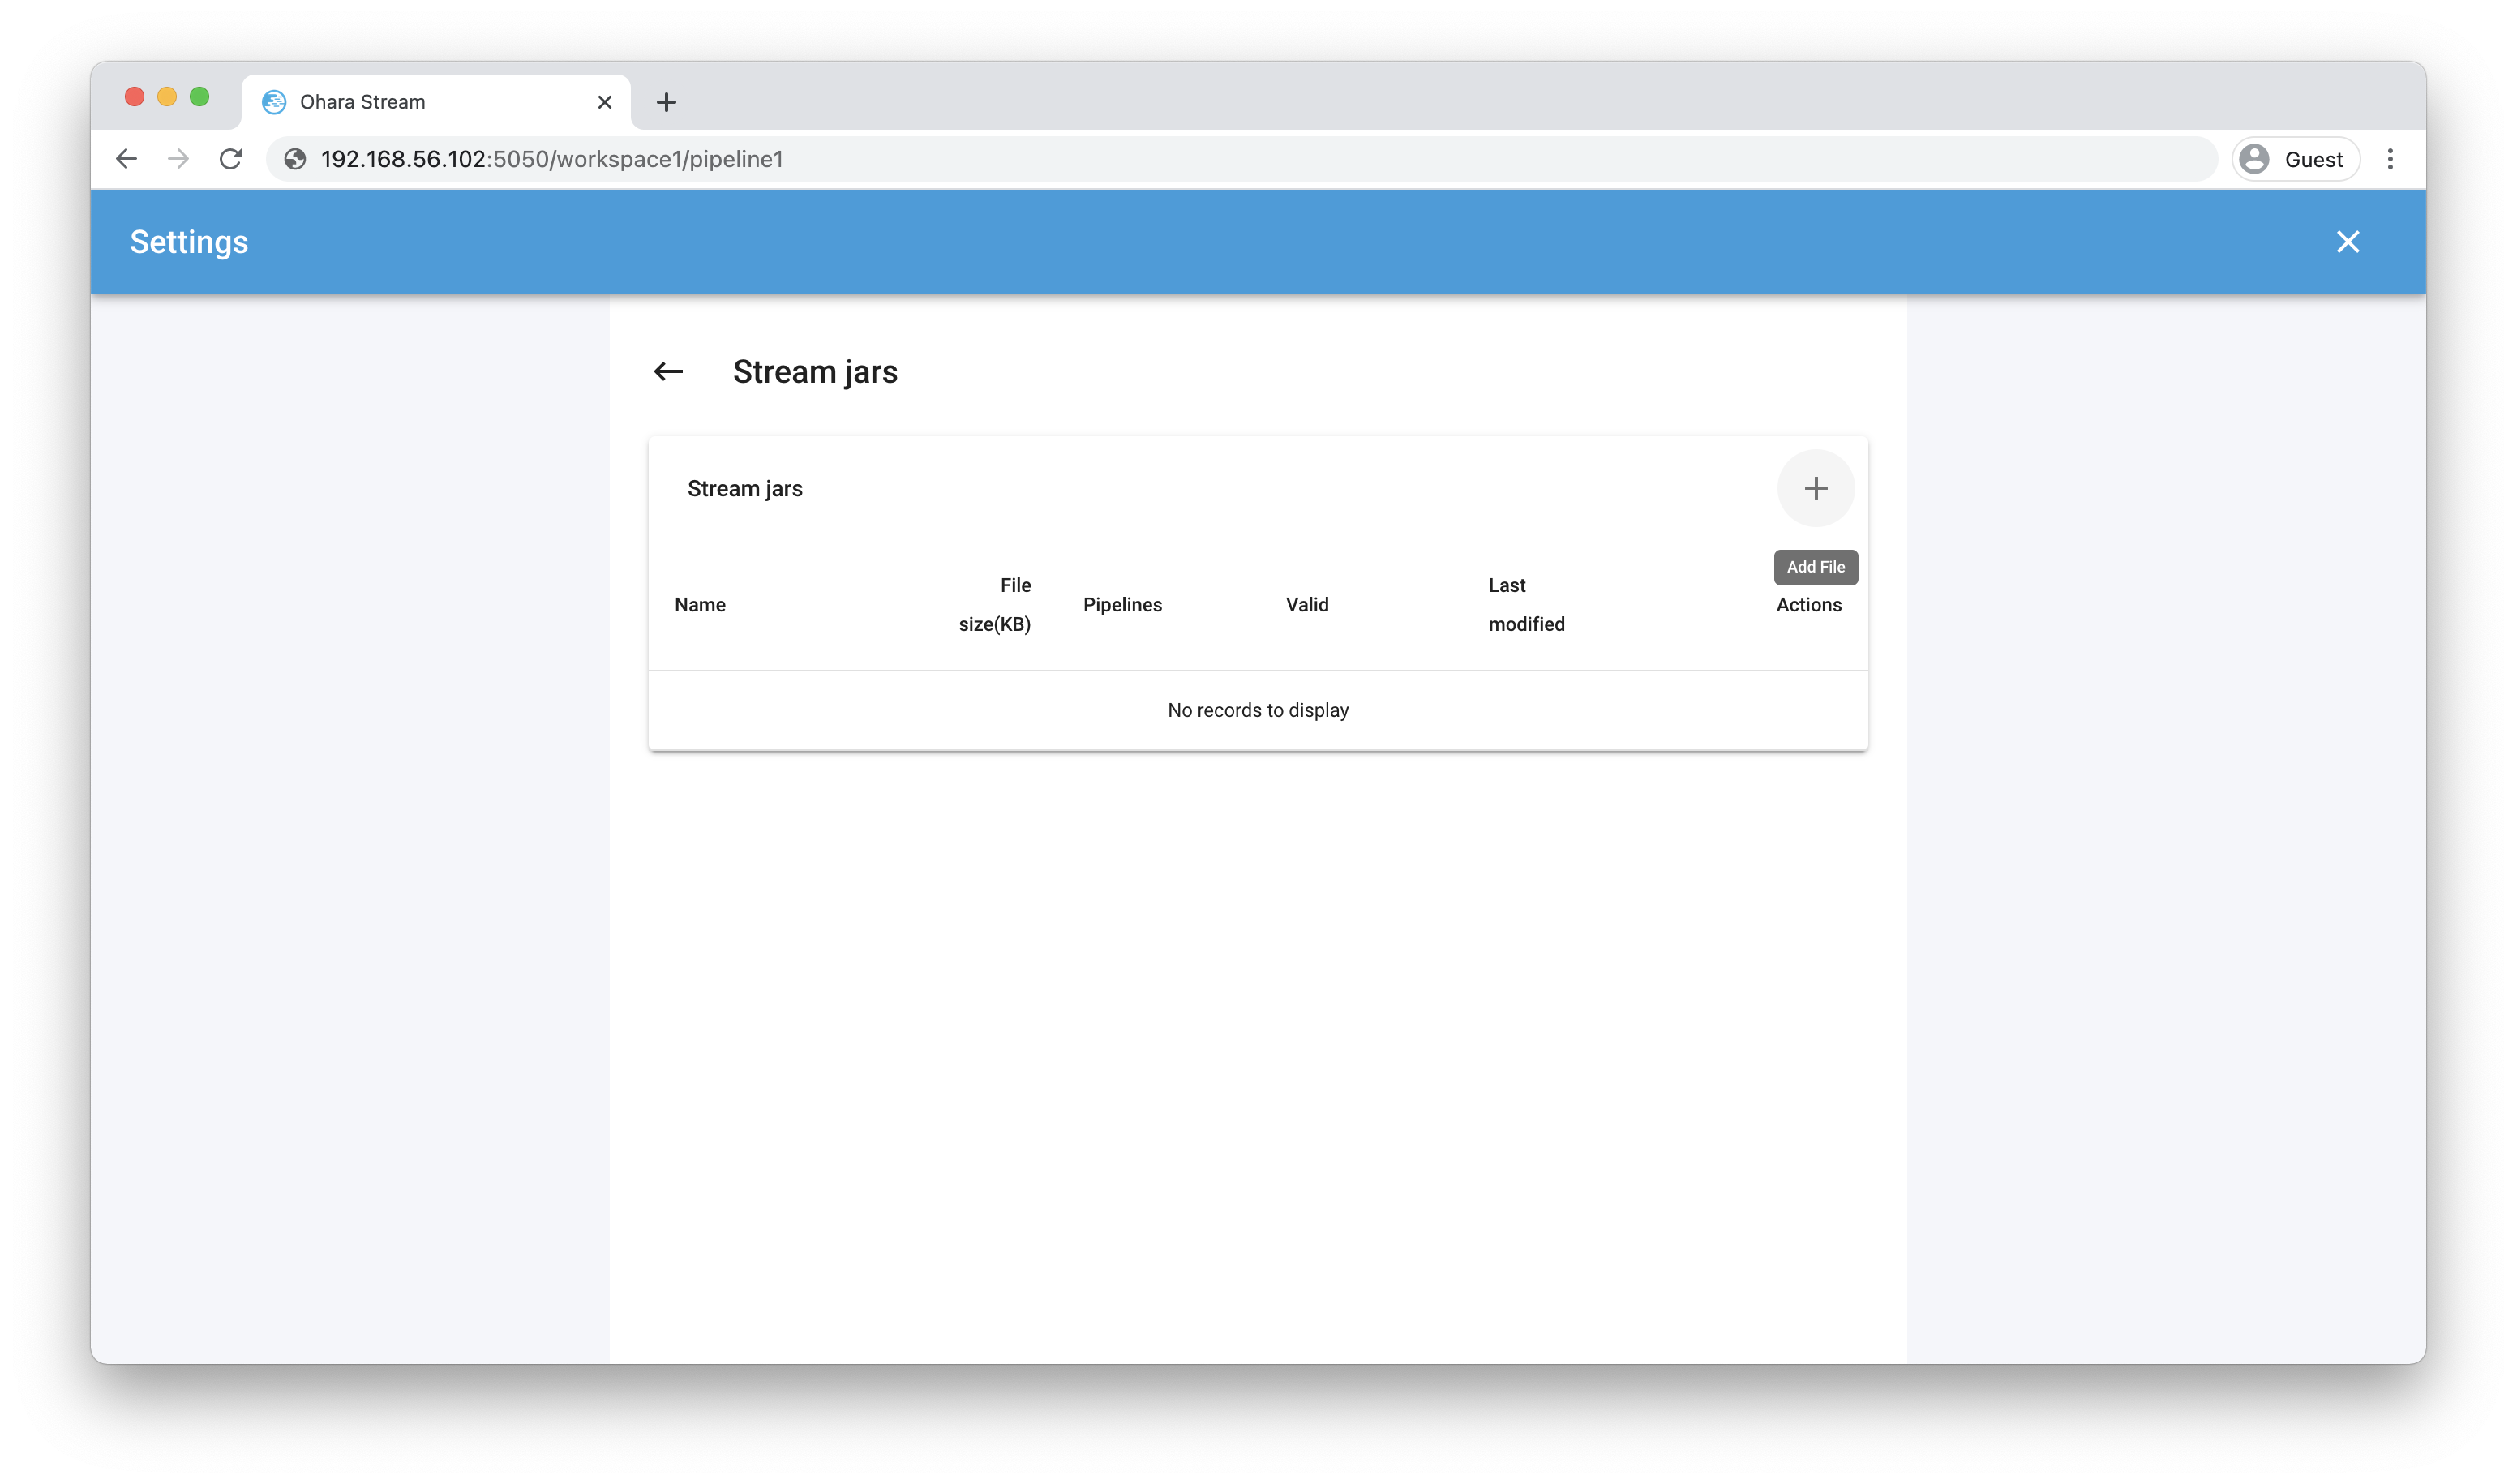 Ohara Stream
192.168.56.102:5050/workspace1/pipeline1
Guest
Settings
Stream jars
Stream jars
Add File
Name
File
size(KB)
Pipelines
Valid
Last
modified
Actions
No records to display